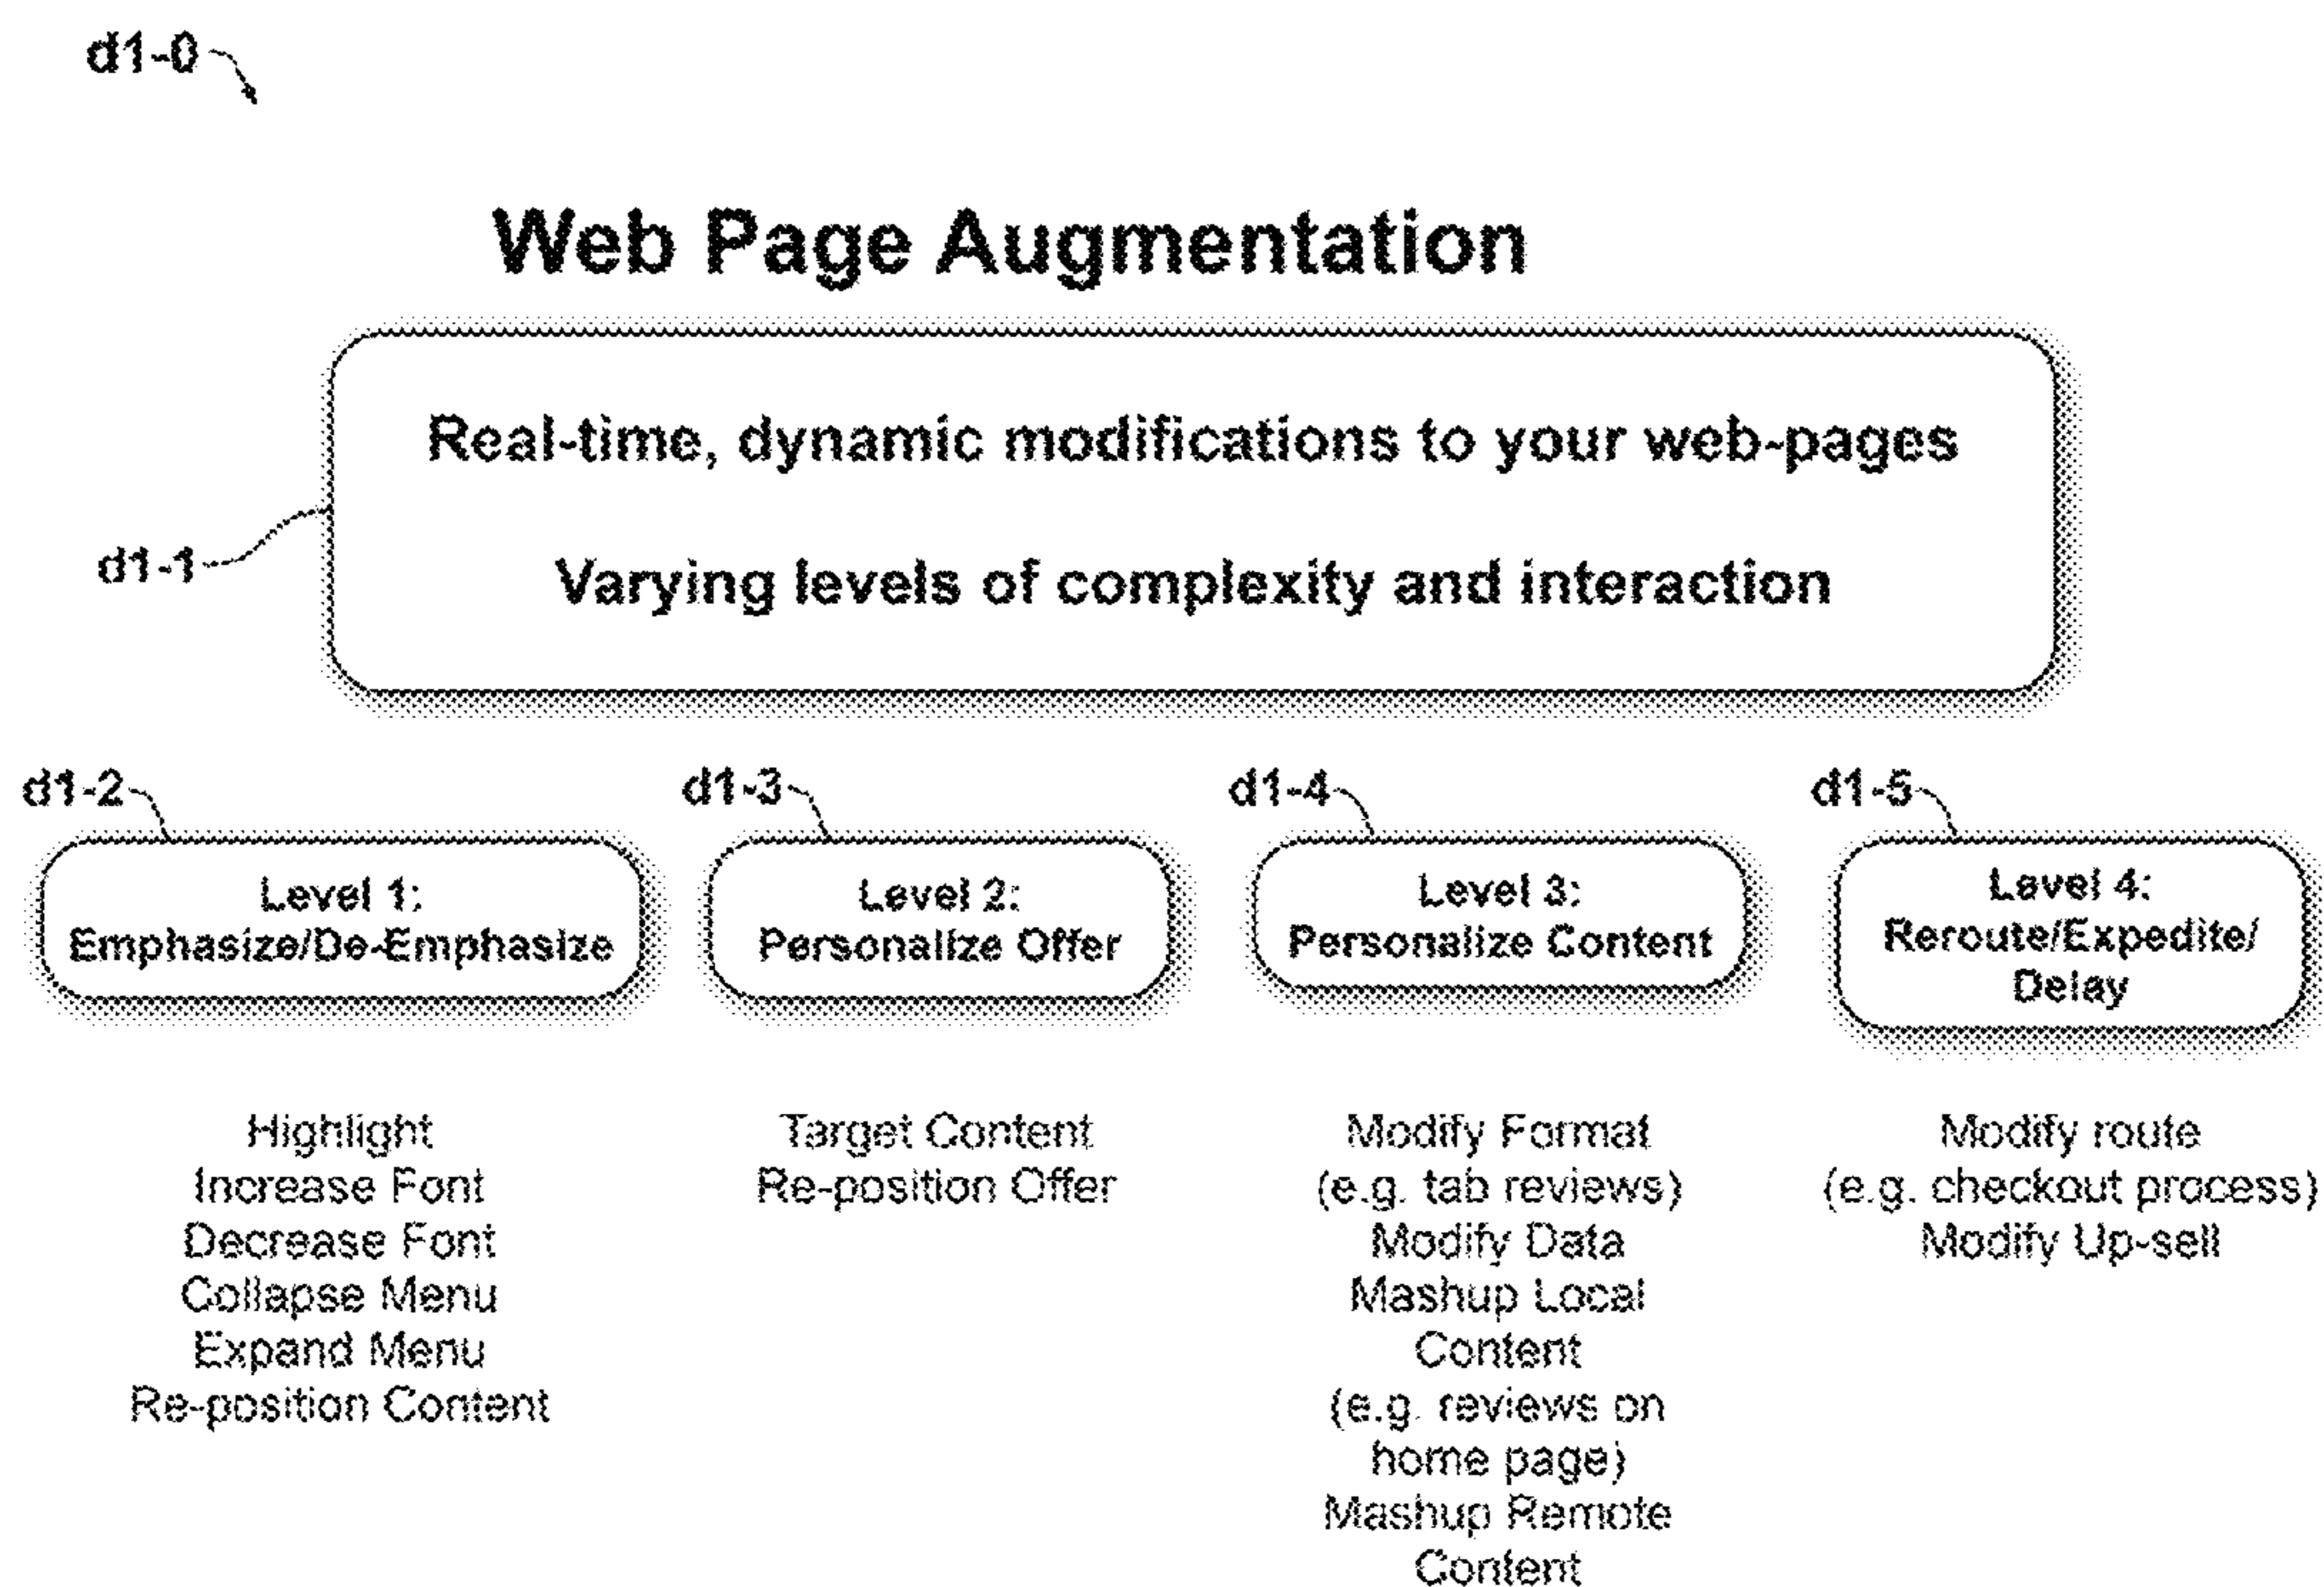 d1-0
Web Page Augmentation
Real-time, dynamic modifications to your web-pages
Varying levels of complexity and interaction
d1-1
d1-2
Level 1:
Emphasize/De-Emphasize
Highlight
Increase Font
Decrease Font
Collapse Menu
Expand Menu
Re-position Content
d1-3
Level 2:
Personalize Offer
Target Content
Re-position Offer
d1-4
Level 3:
Personalize Content
Modify Format
(e.g. tab reviews)
Modify Data
Mashup Local
Content
(e.g. reviews on
home page)
Mashup Remote
Content
d1-5
Level 4:
Reroute/Expedite/
Delay
Modify route
(e.g. checkout process)
Modify Up-sell